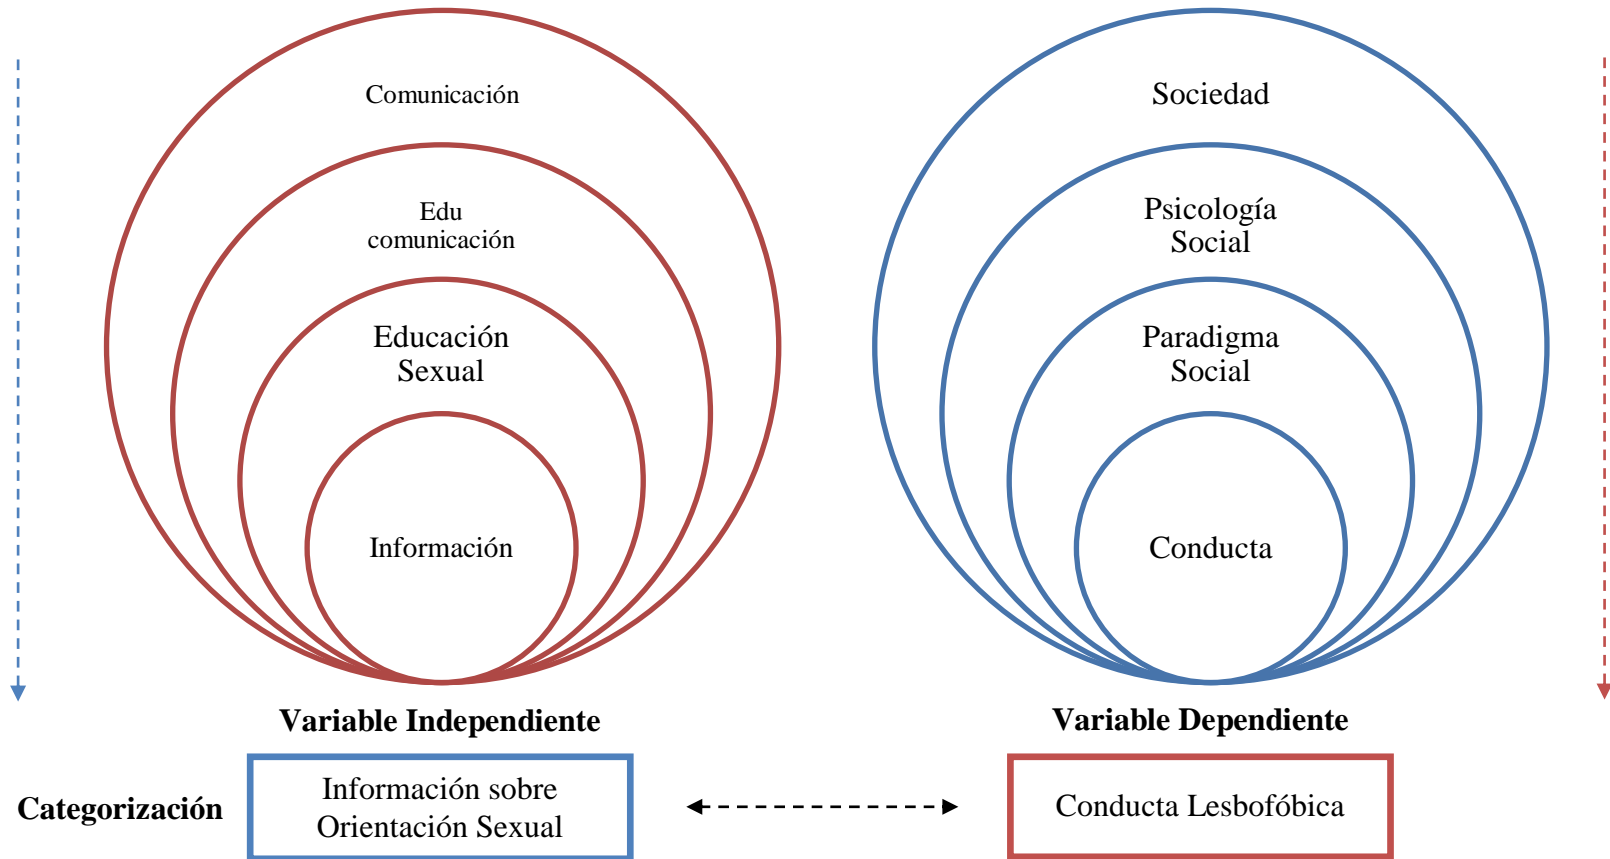 Comunicación
Edu
comunicación
Educación
Sexual
Información
Sociedad
Psicología
Social
Paradigma
Social
Conducta
Variable Independiente
Variable Dependiente
Categorización
Información sobre
Orientación Sexual
Conducta Lesbofóbica